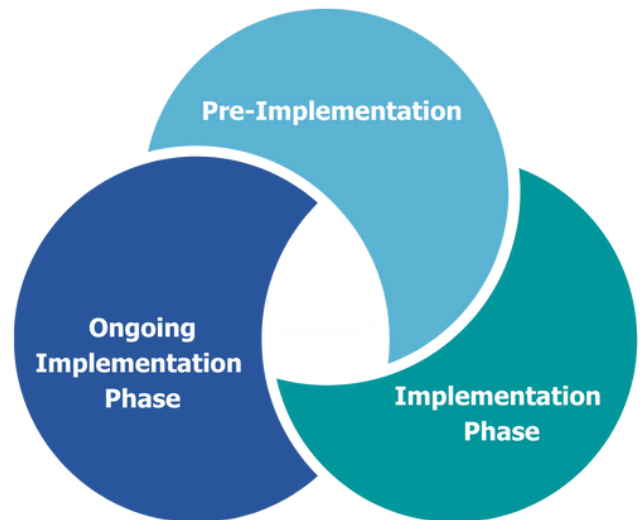 Pre-Implementation
Ongoing
Implementation
Phase
Implementation
Phase